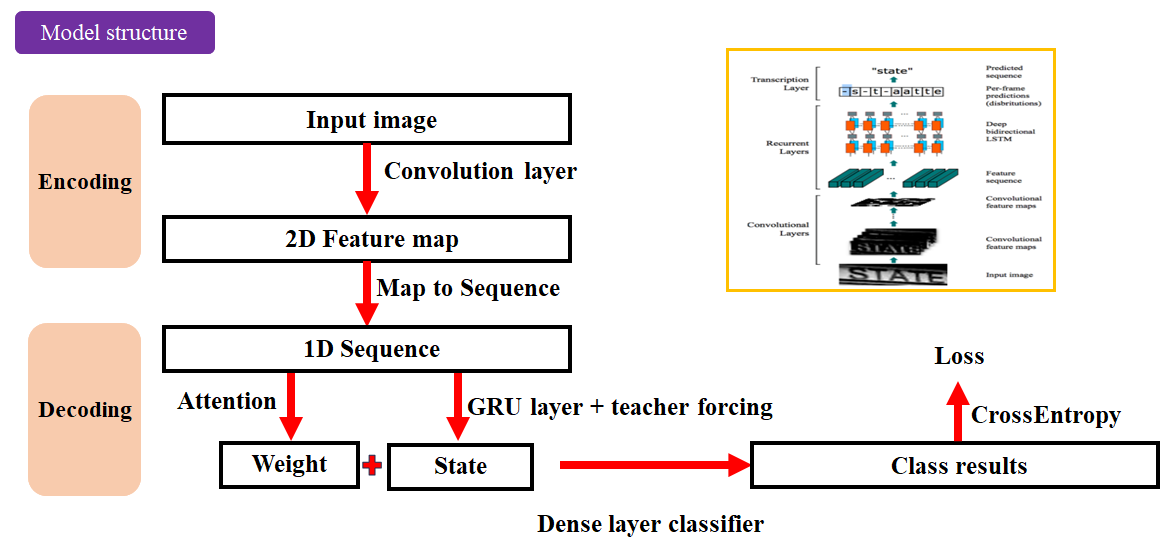 Model structure
Encoding
Input image
Convolution layer
2D Feature map
Map to Sequence
Decoding
1D Sequence
Attention
GRU layer + teacher forcing
Weight
+
State
Dense layer classifier
Class results
CrossEntropy
Loss
Transcription
Layer
"state"
Predicted
sequence
-s-t-aatte
Per-frame
predictions
(disbritutions)
Recurrent
Layers
...
Deep
bidirectional
LSTM
...
Feature
sequence
Convolutional
Layers
Convolutional
feature maps
...
STATE
Convolutional
feature maps
STATE
Input image